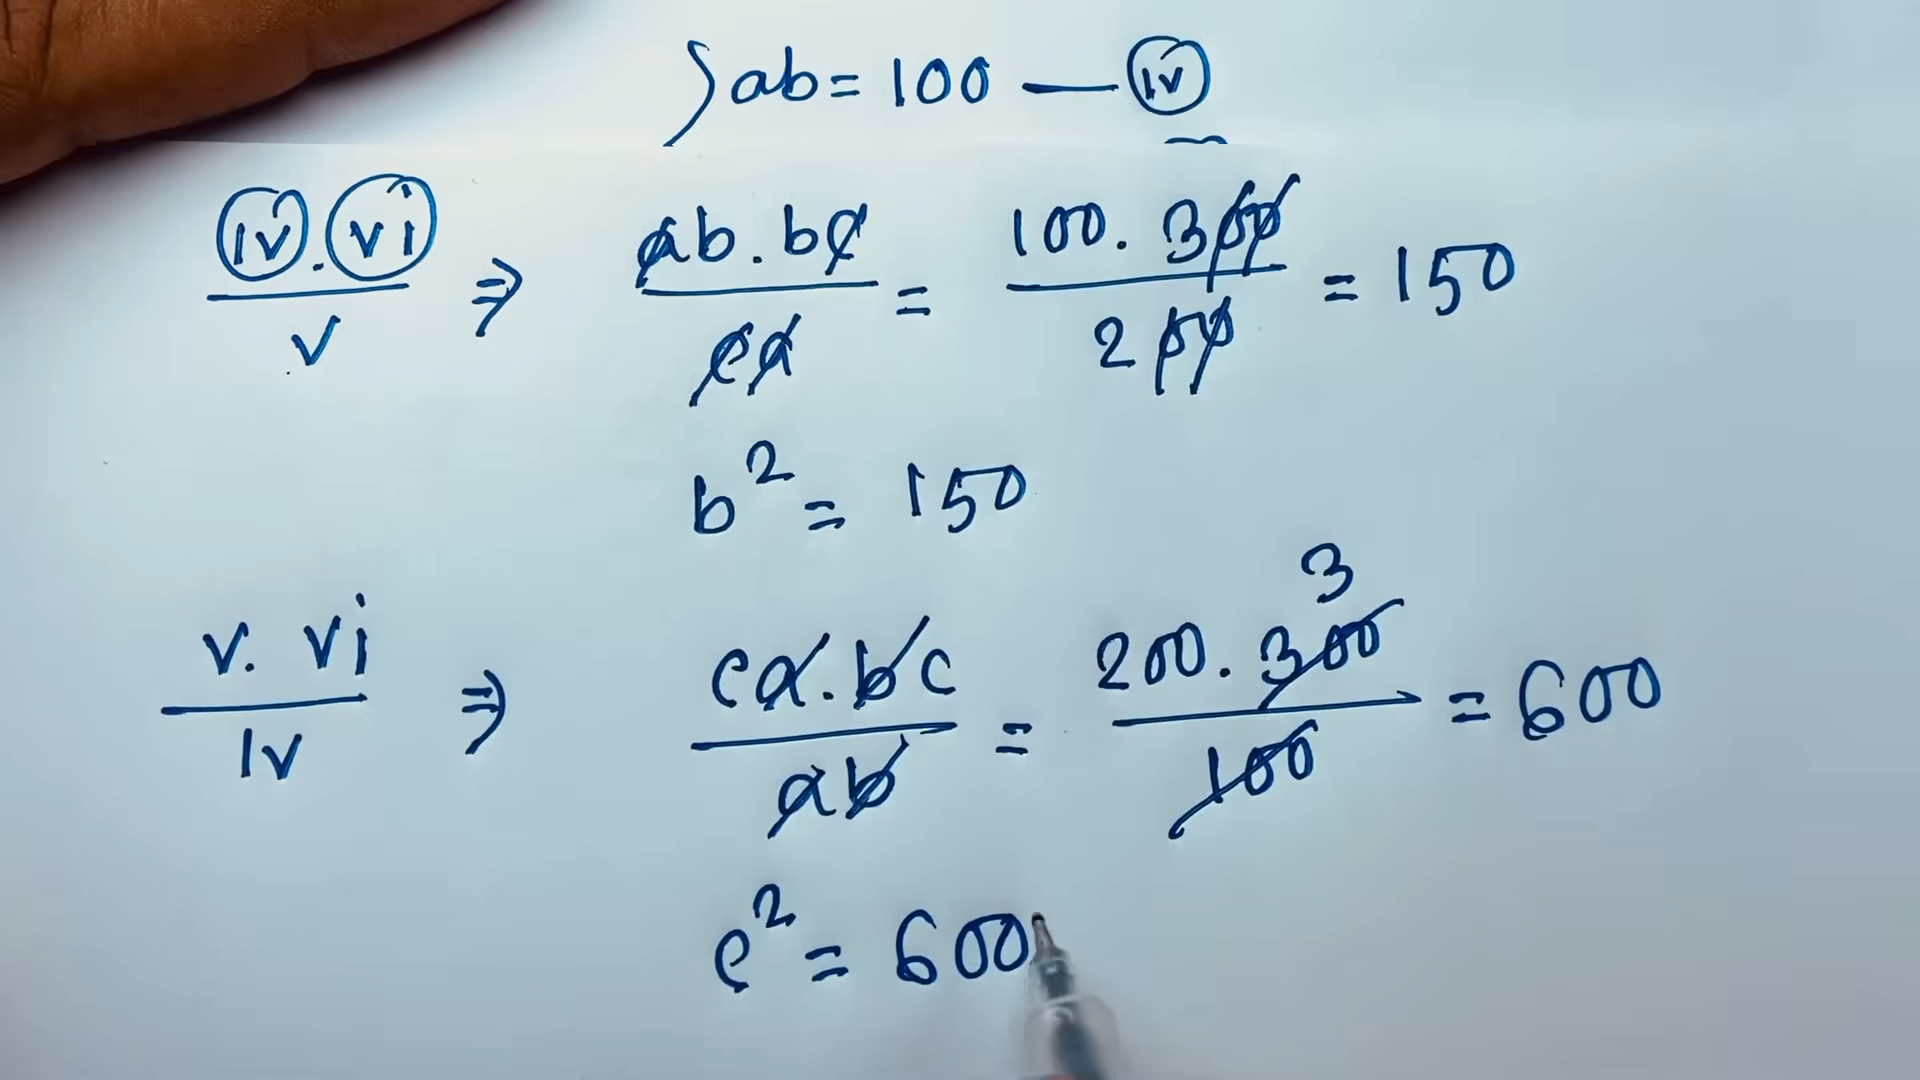 ab = 100 — (iv)
(iv).(vi) / v ⇒ ab.bc / ca = 100.300 / 200 = 150
b² = 150
v. vi / iv ⇒ ca.bc / ab = 200.300 3 / 100 = 600
c² = 600